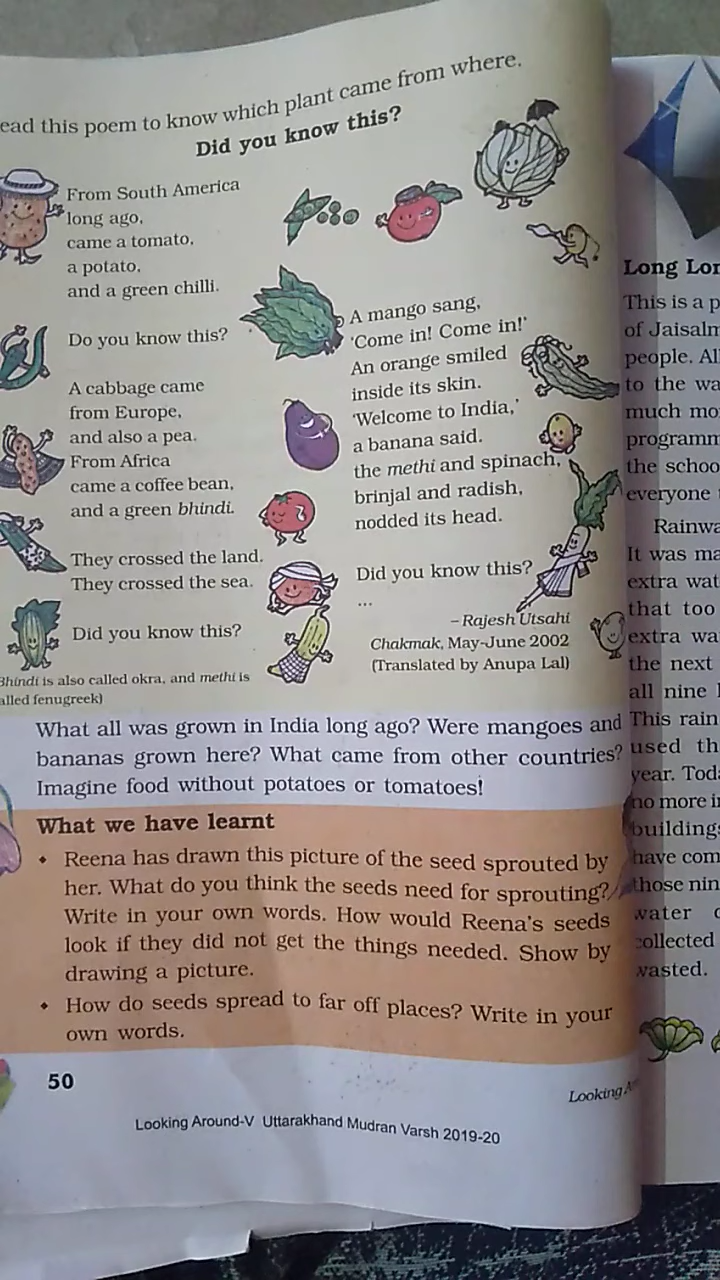 ead this poem to know which plant came from where.
Did you know this?
From South America
long ago,
came a tomato,
a potato,
and a green chilli.
Do you know this?
A cabbage came
from Europe,
and also a pea.
From Africa
came a coffee bean,
and a green bhindi.
They crossed the land.
They crossed the sea.
Did you know this?
A mango sang,
'Come in! Come in!'
An orange smiled
inside its skin.
'Welcome to India,'
a banana said.
the methi and spinach,
brinjal and radish,
nodded its head.
Did you know this?
...
– Rajesh Utsahi
Chakmak, May-June 2002
(Translated by Anupa Lal)
Bhindi is also called okra, and methi is
alled fenugreek)
What all was grown in India long ago? Were mangoes and
bananas grown here? What came from other countries?
Imagine food without potatoes or tomatoes!
What we have learnt
• Reena has drawn this picture of the seed sprouted by
her. What do you think the seeds need for sprouting?
Write in your own words. How would Reena's seeds
look if they did not get the things needed. Show by
drawing a picture.
• How do seeds spread to far off places? Write in your
own words.
50
Looking
Looking Around-V Uttarakhand Mudran Varsh 2019-20
Long Lon
This is a p
of Jaisalm
people. Al
to the wa
much mo
programm
the schoo
everyone
Rainwa
It was ma
extra wat
that too
extra wa
the next
all nine
This rain
used th
year. Toda
no more in
buildings
have com
those nin
water
collected
wasted.